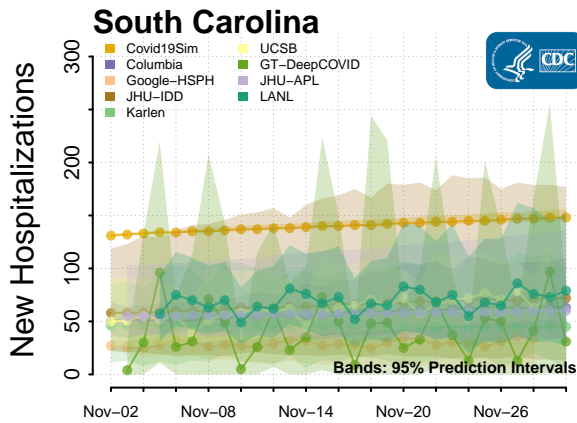 South Carolina
Covid19Sim
Columbia
Google−HSPH
JHU−IDD
Karlen
UCSB
GT−DeepCOVID
JHU−APL
LANL
CDC
New Hospitalizations
300
200
100
50
0
Bands: 95% Prediction Intervals
Nov−02
Nov−08
Nov−14
Nov−20
Nov−26